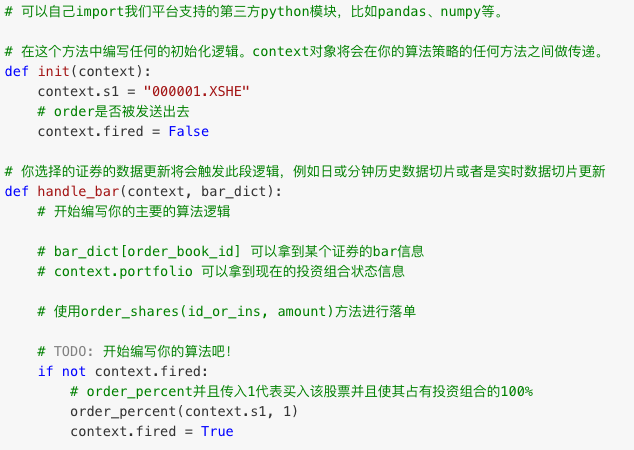 # 可以自己import我们平台支持的第三方python模块，比如pandas、numpy等。
# 在这个方法中编写任何的初始化逻辑。context对象将会在你的算法策略的任何方法之间做传递。
def init(context):
    context.s1 = "000001.XSHE"
    # order是否被发送出去
    context.fired = False
# 你选择的证券的数据更新将会触发此段逻辑，例如日或分钟历史数据切片或者是实时数据切片更新
def handle_bar(context, bar_dict):
    # 开始编写你的主要的算法逻辑
    # bar_dict[order_book_id] 可以拿到某个证券的bar信息
    # context.portfolio 可以拿到现在的投资组合状态信息
    # 使用order_shares(id_or_ins, amount)方法进行落单
    # TODO: 开始编写你的算法吧！
    if not context.fired:
        # order_percent并且传入1代表买入该股票并且使其占有投资组合的100%
        order_percent(context.s1, 1)
        context.fired = True